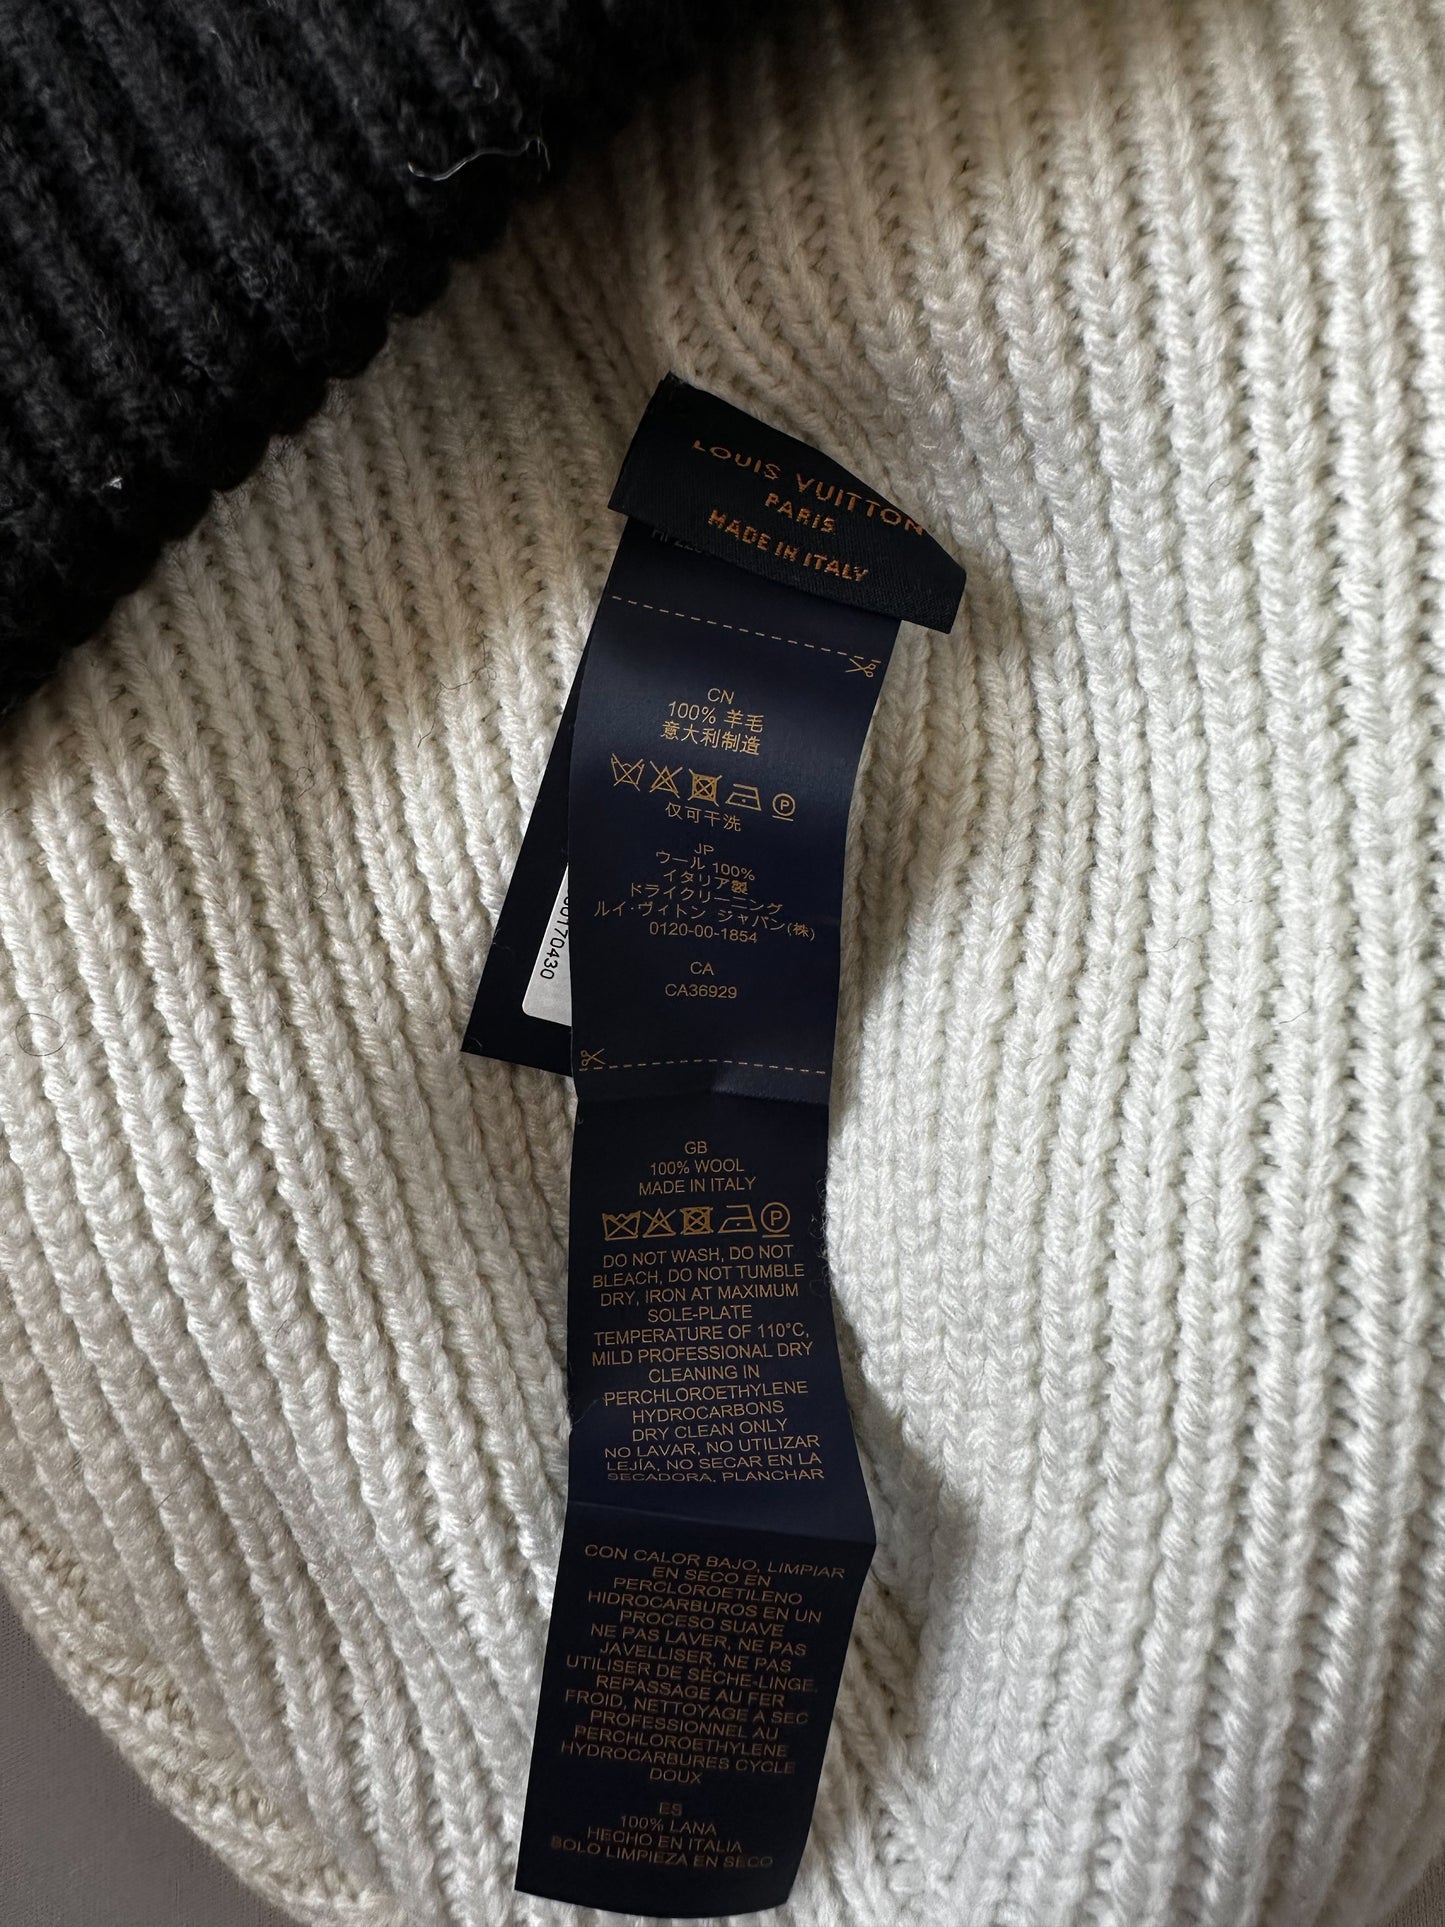 LOUIS VUITTON
PARIS
MADE IN ITALY
CN
100% 羊毛
意大利制造
P
仅可干洗
JP
ウール 100%
イタリア製
ドライクリーニング
ルイ・ヴィトン ジャパン(株)
0120-00-1854
CA
CA36929
GB
100% WOOL
MADE IN ITALY
P
DO NOT WASH, DO NOT
BLEACH, DO NOT TUMBLE
DRY, IRON AT MAXIMUM
SOLE-PLATE
TEMPERATURE OF 110°C,
MILD PROFESSIONAL DRY
CLEANING IN
PERCHLOROETHYLENE
HYDROCARBONS
DRY CLEAN ONLY
NO LAVAR, NO UTILIZAR
LEJÍA, NO SECAR EN LA
SECADORA, PLANCHAR
CON CALOR BAJO, LIMPIAR
EN SECO EN
PERCLOROETILENO
HIDROCARBUROS EN UN
PROCESO SUAVE
NE PAS LAVER, NE PAS
JAVELLISER, NE PAS
UTILISER DE SÈCHE-LINGE,
REPASSAGE AU FER
FROID, NETTOYAGE A SEC
PROFESSIONNEL AU
PERCHLOROETHYLENE
HYDROCARBURES CYCLE
DOUX
ES
100% LANA
HECHO EN ITALIA
SOLO LIMPIEZA EN SECO